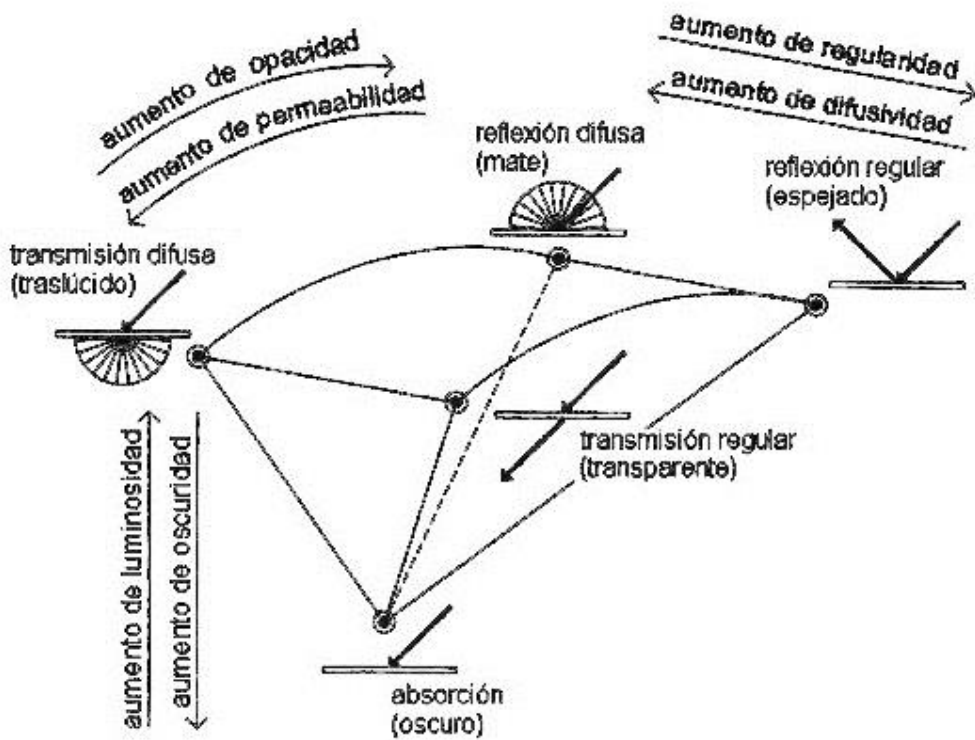 aumento de opacidad
aumento de permeabilidad
aumento de regularidad
aumento de difusividad
reflexión difusa
(mate)
reflexión regular
(espejado)
transmisión difusa
(traslúcido)
transmisión regular
(transparente)
aumento de luminosidad
aumento de oscuridad
absorción
(oscuro)